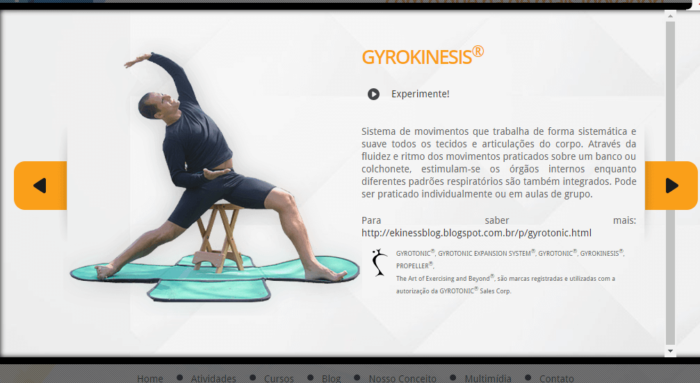 GYROKINESIS®
Experimente!
Sistema de movimentos que trabalha de forma sistemática e
suave todos os tecidos e articulações do corpo. Através da
fluidez e ritmo dos movimentos praticados sobre um banco ou
colchonete, estimulam-se os órgãos internos enquanto
diferentes padrões respiratórios são também integrados. Pode
ser praticado individualmente ou em aulas de grupo.
Para saber mais:
http://ekinessblog.blogspot.com.br/p/gyrotonic.html
GYROTONIC®, GYROTONIC EXPANSION SYSTEM®, GYROTONIC®, GYROKINESIS®,
PROPELLER®,
The Art of Exercising and Beyond®, são marcas registradas e utilizadas com a
autorização da GYROTONIC® Sales Corp.
Home Atividades Cursos Blog Nosso Conceito Multimídia Contato